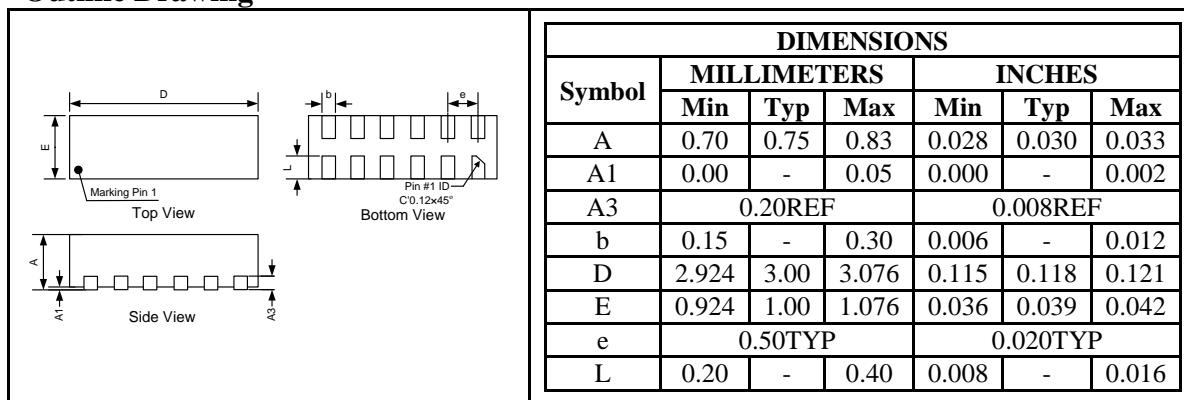 D
E
Marking Pin 1
Top View
b
e
L
Pin #1 ID
C'0.12×45°
Bottom View
A
A1
Side View
A3
DIMENSIONS
Symbol MILLIMETERS INCHES
Min Typ Max Min Typ Max
A 0.70 0.75 0.83 0.028 0.030 0.033
A1 0.00 - 0.05 0.000 - 0.002
A3 0.20REF 0.008REF
b 0.15 - 0.30 0.006 - 0.012
D 2.924 3.00 3.076 0.115 0.118 0.121
E 0.924 1.00 1.076 0.036 0.039 0.042
e 0.50TYP 0.020TYP
L 0.20 - 0.40 0.008 - 0.016